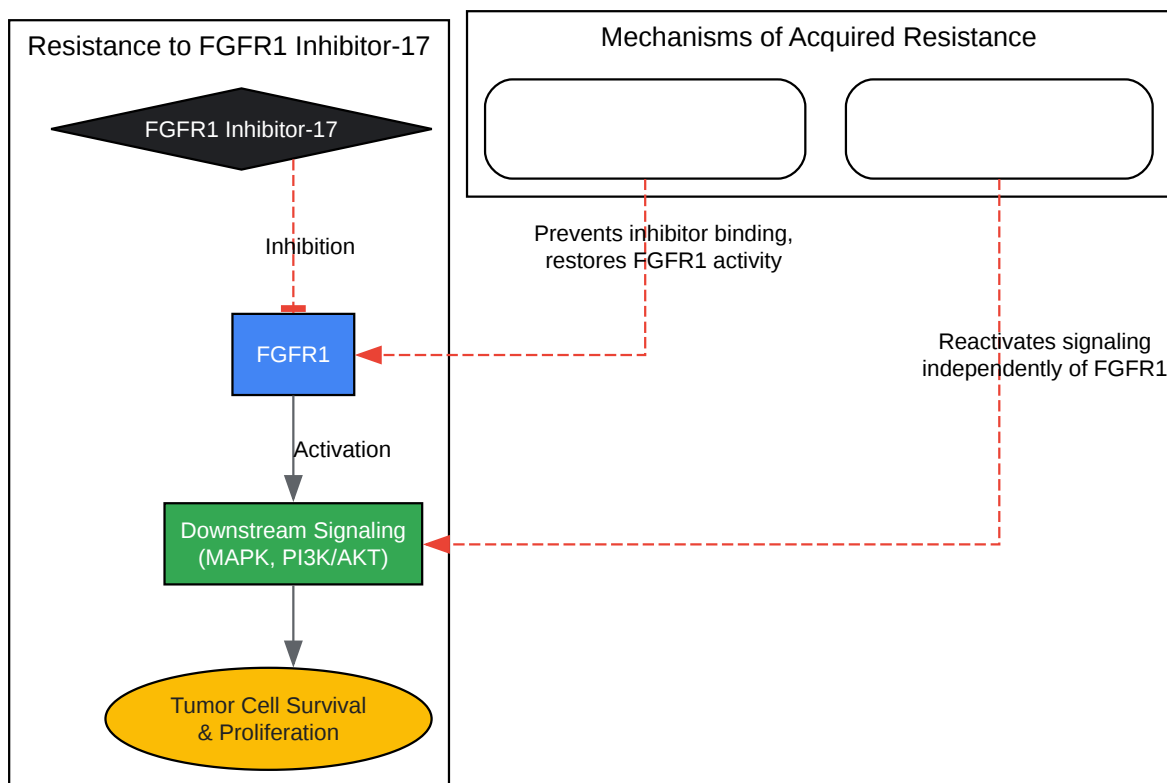 Resistance to FGFR1 Inhibitor-17
FGFR1 Inhibitor-17
Inhibition
FGFR1
Activation
Downstream Signaling
(MAPK, PI3K/AKT)
Tumor Cell Survival
& Proliferation
Mechanisms of Acquired Resistance
Prevents inhibitor binding,
restores FGFR1 activity
Reactivates signaling
independently of FGFR1